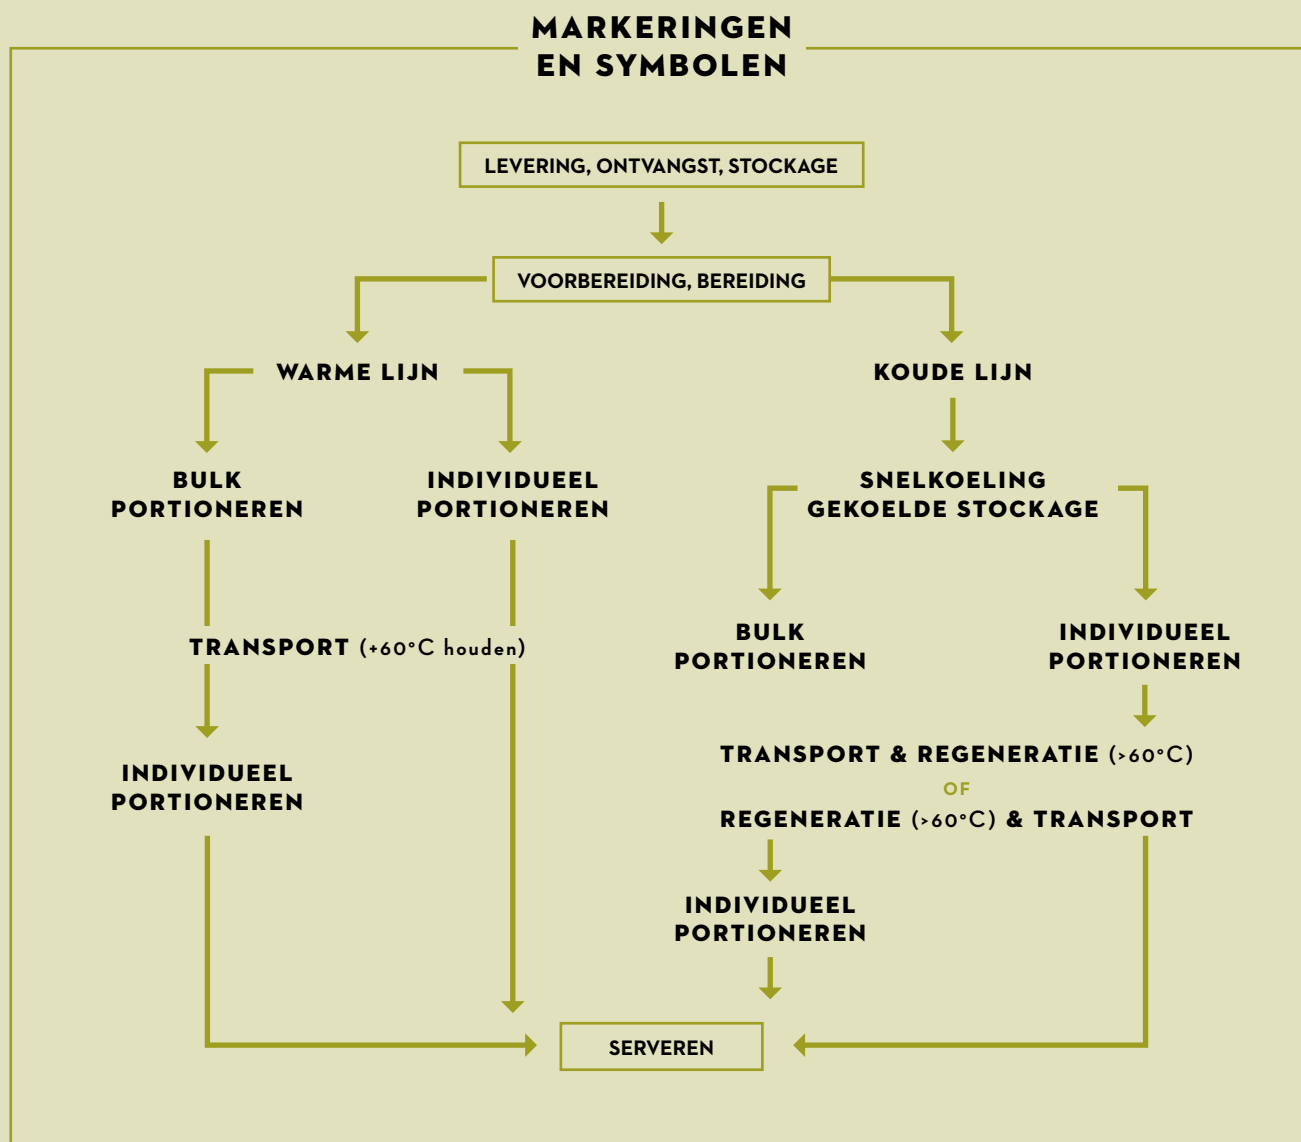 MARKERINGEN
EN SYMBOLEN
LEVERING, ONTVANGST, STOCKAGE
VOORBEREIDING, BEREIDING
WARME LIJN
KOUDE LIJN
BULK
PORTIONEREN
INDIVIDUEEL
PORTIONEREN
SNELKOELING
GEKOELDE STOCKAGE
TRANSPORT (+60°C houden)
BULK
PORTIONEREN
INDIVIDUEEL
PORTIONEREN
INDIVIDUEEL
PORTIONEREN
TRANSPORT & REGENERATIE (>60°C)
OF
REGENERATIE (>60°C) & TRANSPORT
INDIVIDUEEL
PORTIONEREN
SERVEREN